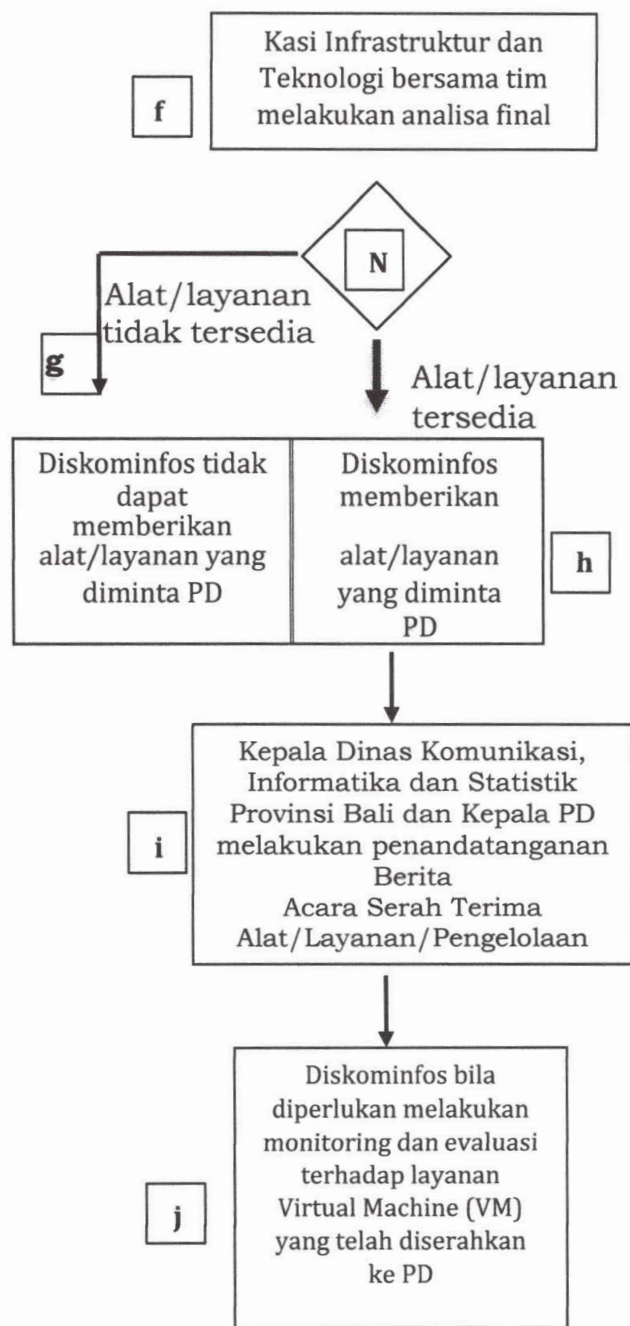 Kasi Infrastruktur dan
Teknologi bersama tim
melakukan analisa final
f
N
Alat/layanan
tidak tersedia
g
Alat/layanan
tersedia
Diskominfos tidak
dapat
memberikan
alat/layanan yang
diminta PD
Diskominfos
memberikan
alat/layanan
yang diminta
PD
h
Kepala Dinas Komunikasi,
Informatika dan Statistik
Provinsi Bali dan Kepala PD
melakukan penandatanganan
Berita
Acara Serah Terima
Alat/Layanan/Pengelolaan
i
Diskominfos bila
diperlukan melakukan
monitoring dan evaluasi
terhadap layanan
Virtual Machine (VM)
yang telah diserahkan
ke PD
j